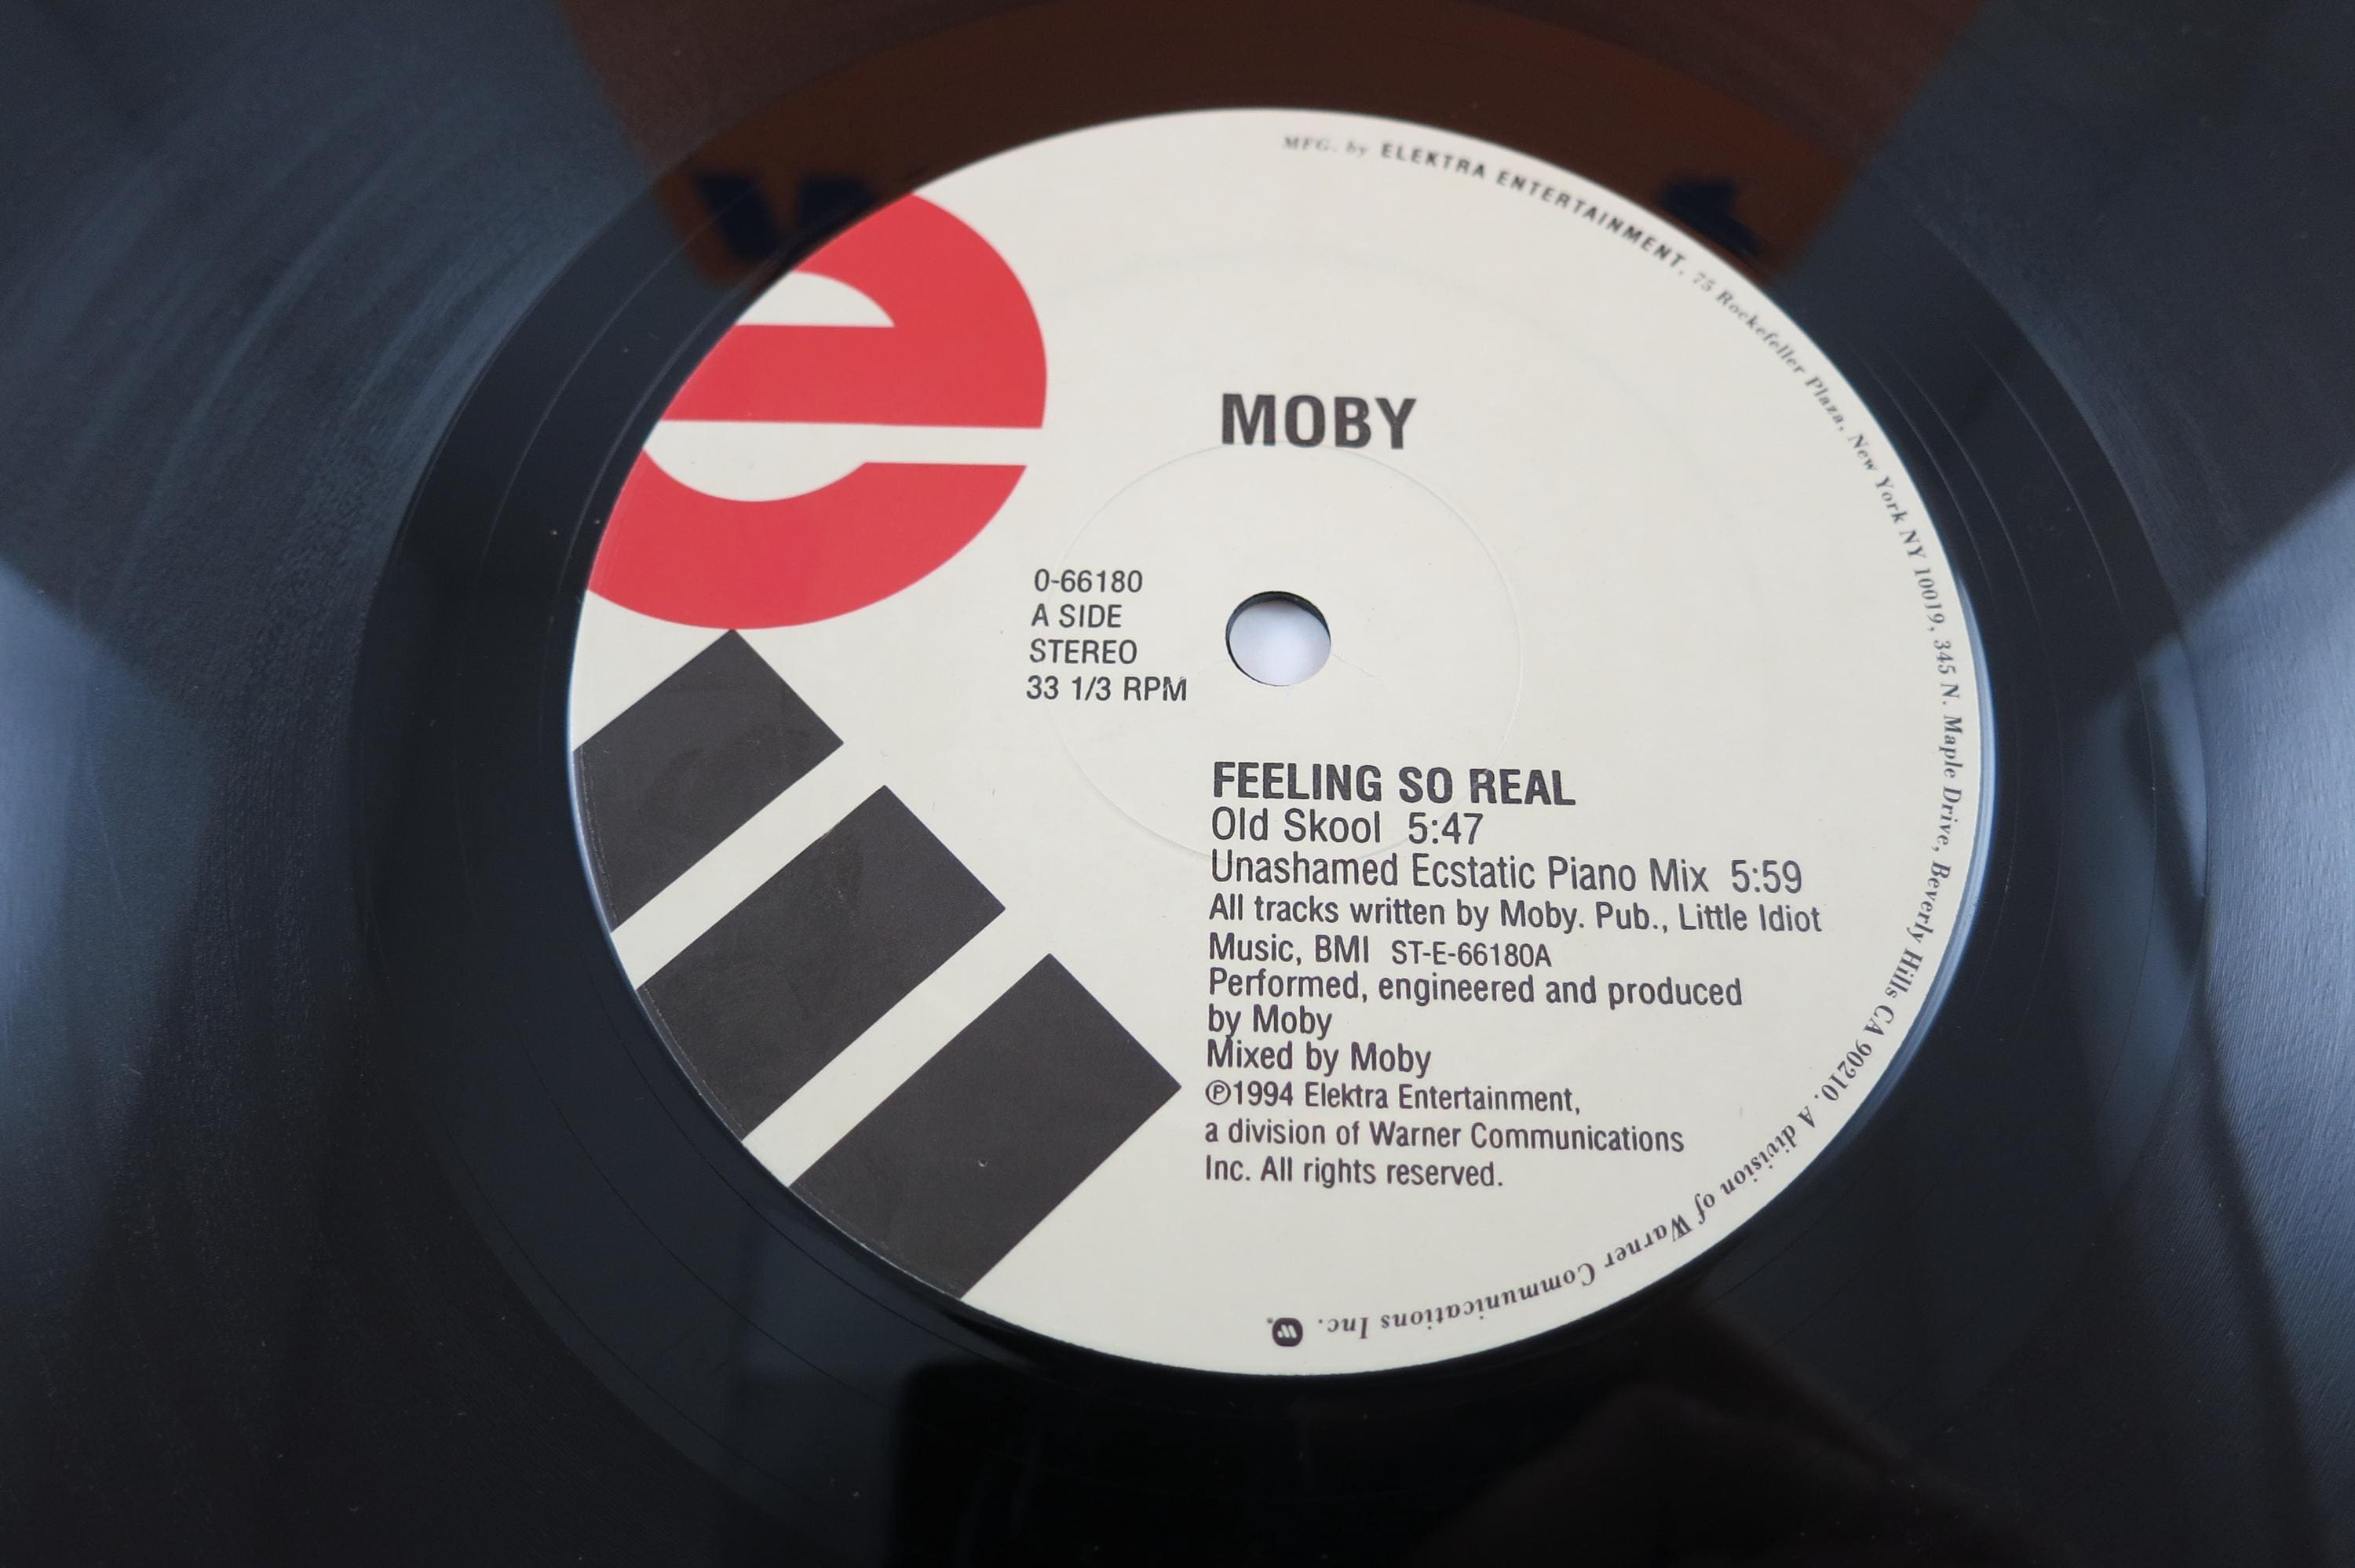 MFG. by ELEKTRA ENTERTAINMENT, 75 Rockefeller Plaza, New York NY 10019, 345 N. Maple Drive, Beverly Hills CA 90210. A division of Warner Communications Inc.
e
MOBY
0-66180
A SIDE
STEREO
33 1/3 RPM
FEELING SO REAL
Old Skool 5:47
Unashamed Ecstatic Piano Mix 5:59
All tracks written by Moby. Pub., Little Idiot
Music, BMI ST-E-66180A
Performed, engineered and produced
by Moby
Mixed by Moby
℗1994 Elektra Entertainment,
a division of Warner Communications
Inc. All rights reserved.